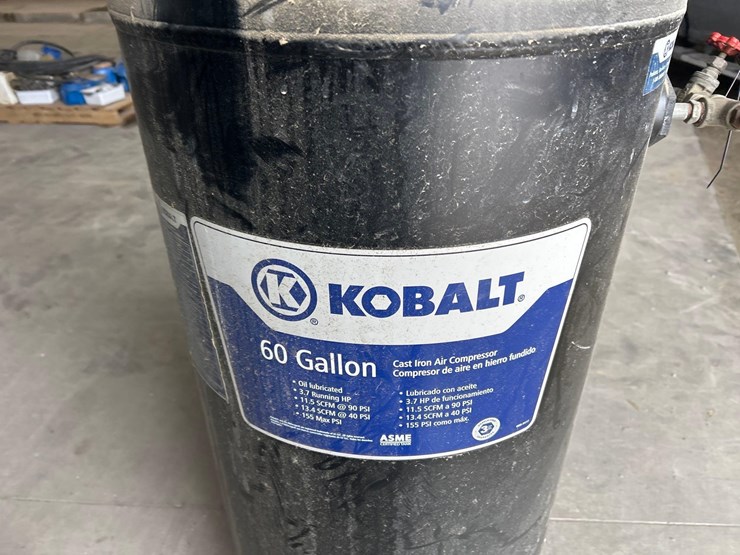 K
KOBALT®
®
60 Gallon
Cast Iron Air Compressor
Compresor de aire en hierro fundido
• Oil lubricated
• 3.7 Running HP
• 11.5 SCFM @ 90 PSI
• 13.4 SCFM @ 40 PSI
• 155 Max PSI
• Lubricado con aceite
• 3.7 HP de funcionamiento
• 11.5 SCFM a 90 PSI
• 13.4 SCFM a 40 PSI
• 155 PSI como máx.
ASME
3